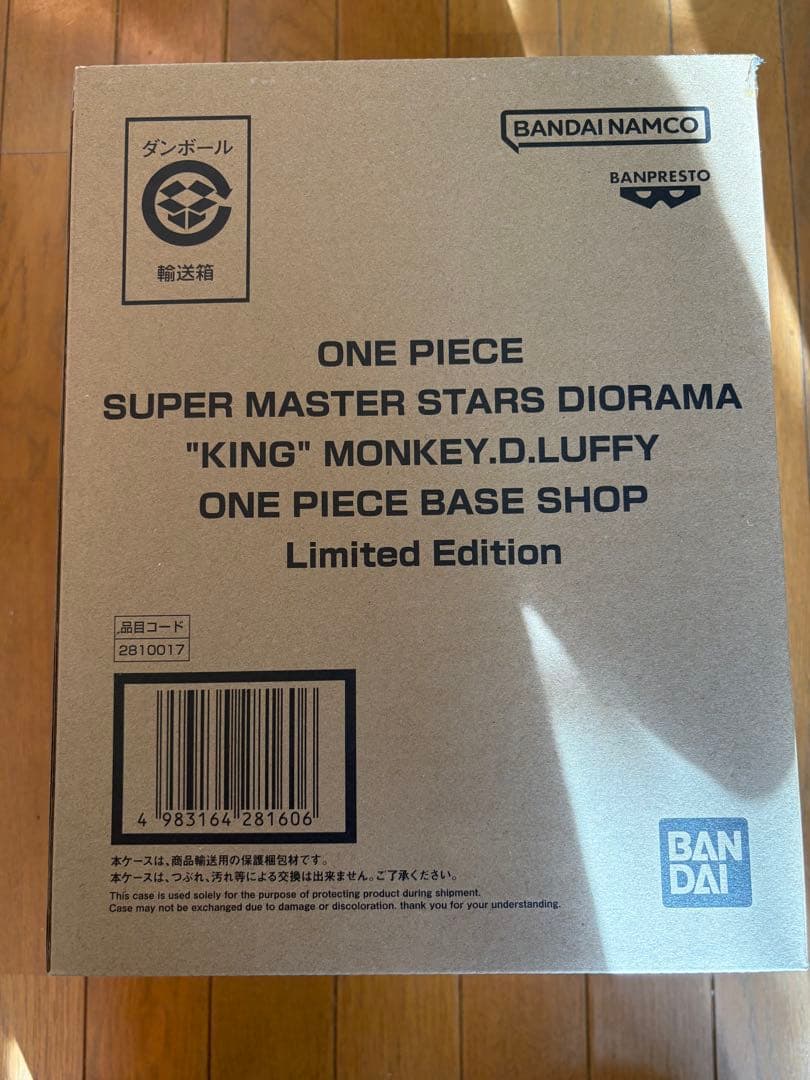 ダンボール
輸送箱
BANDAI NAMCO
BANPRESTO
ONE PIECE
SUPER MASTER STARS DIORAMA
"KING" MONKEY.D.LUFFY
ONE PIECE BASE SHOP
Limited Edition
品目コード
2810017
4 983164 281606
本ケースは、商品輸送用の保護梱包材です。
本ケースは、つぶれ、汚れ等による交換は出来ません。ご了承ください。
This case is used solely for the purpose of protecting product during shipment.
Case may not be exchanged due to damage or discoloration. thank you for your understanding.
BAN
DAI